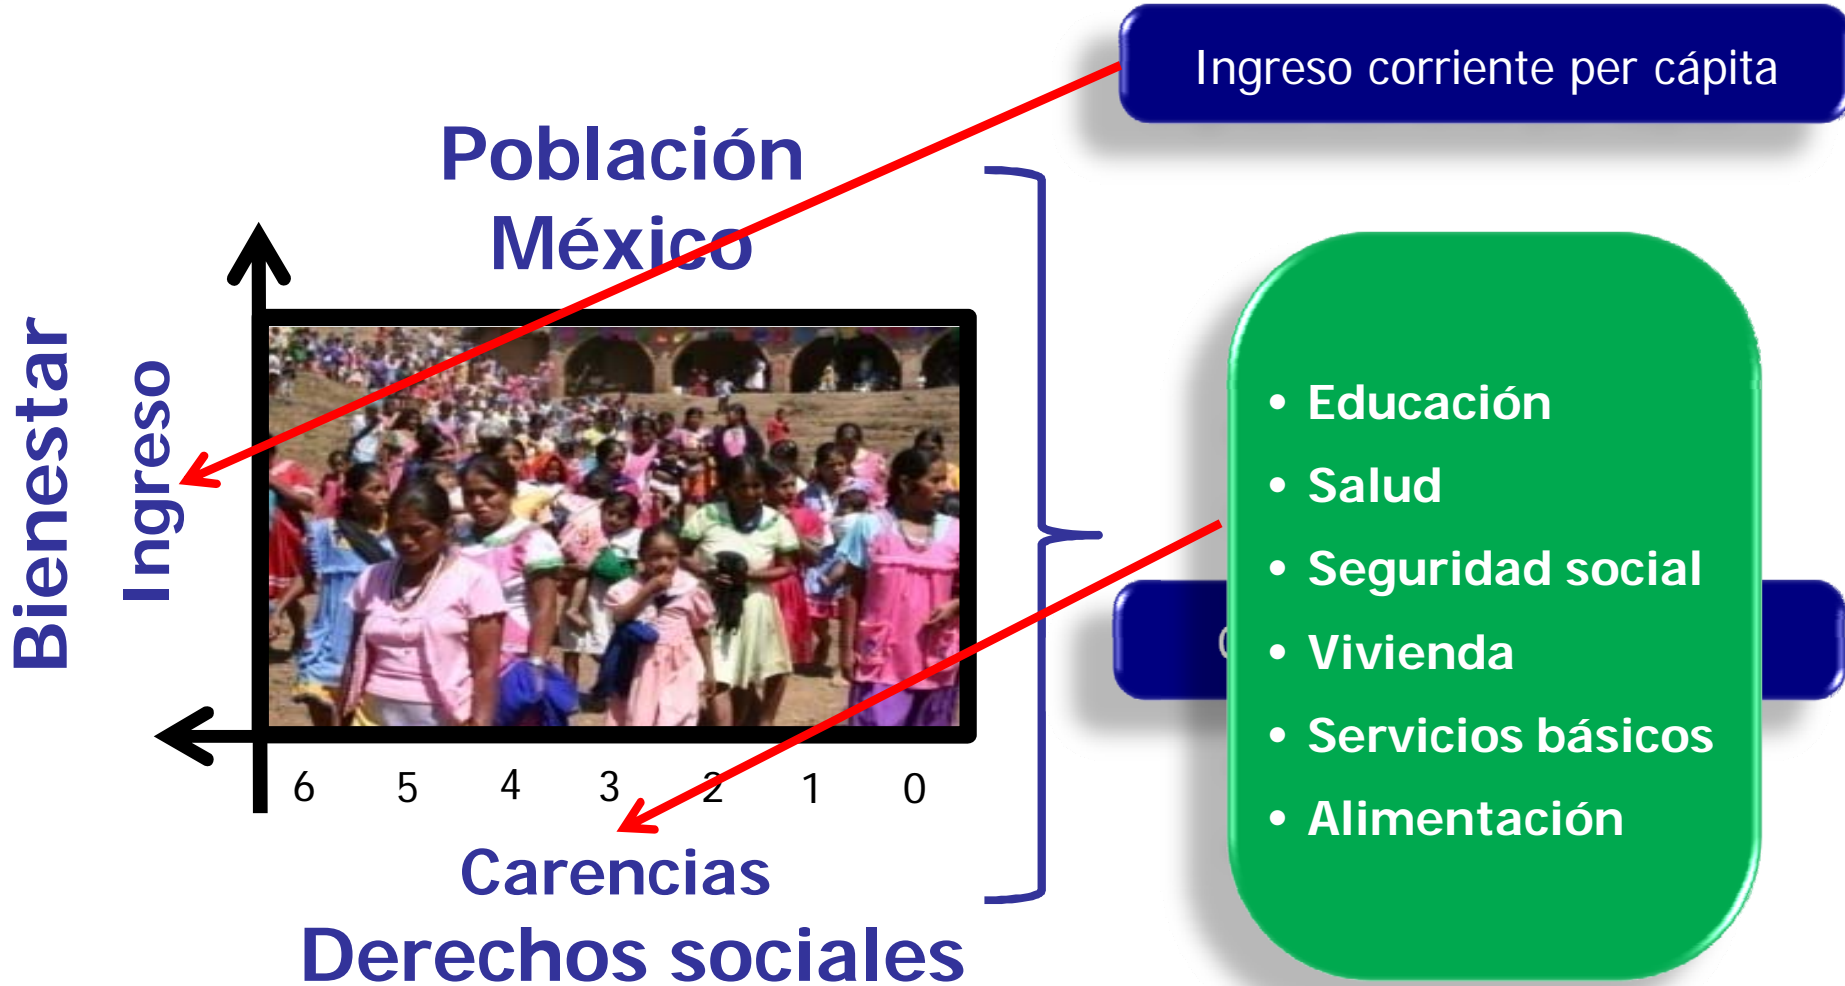 Ingreso corriente per cápita
Población
México
Bienestar
Ingreso
6 5 4 3 2 1 0
Carencias
Derechos sociales
• Educación
• Salud
• Seguridad social
• Vivienda
• Servicios básicos
• Alimentación